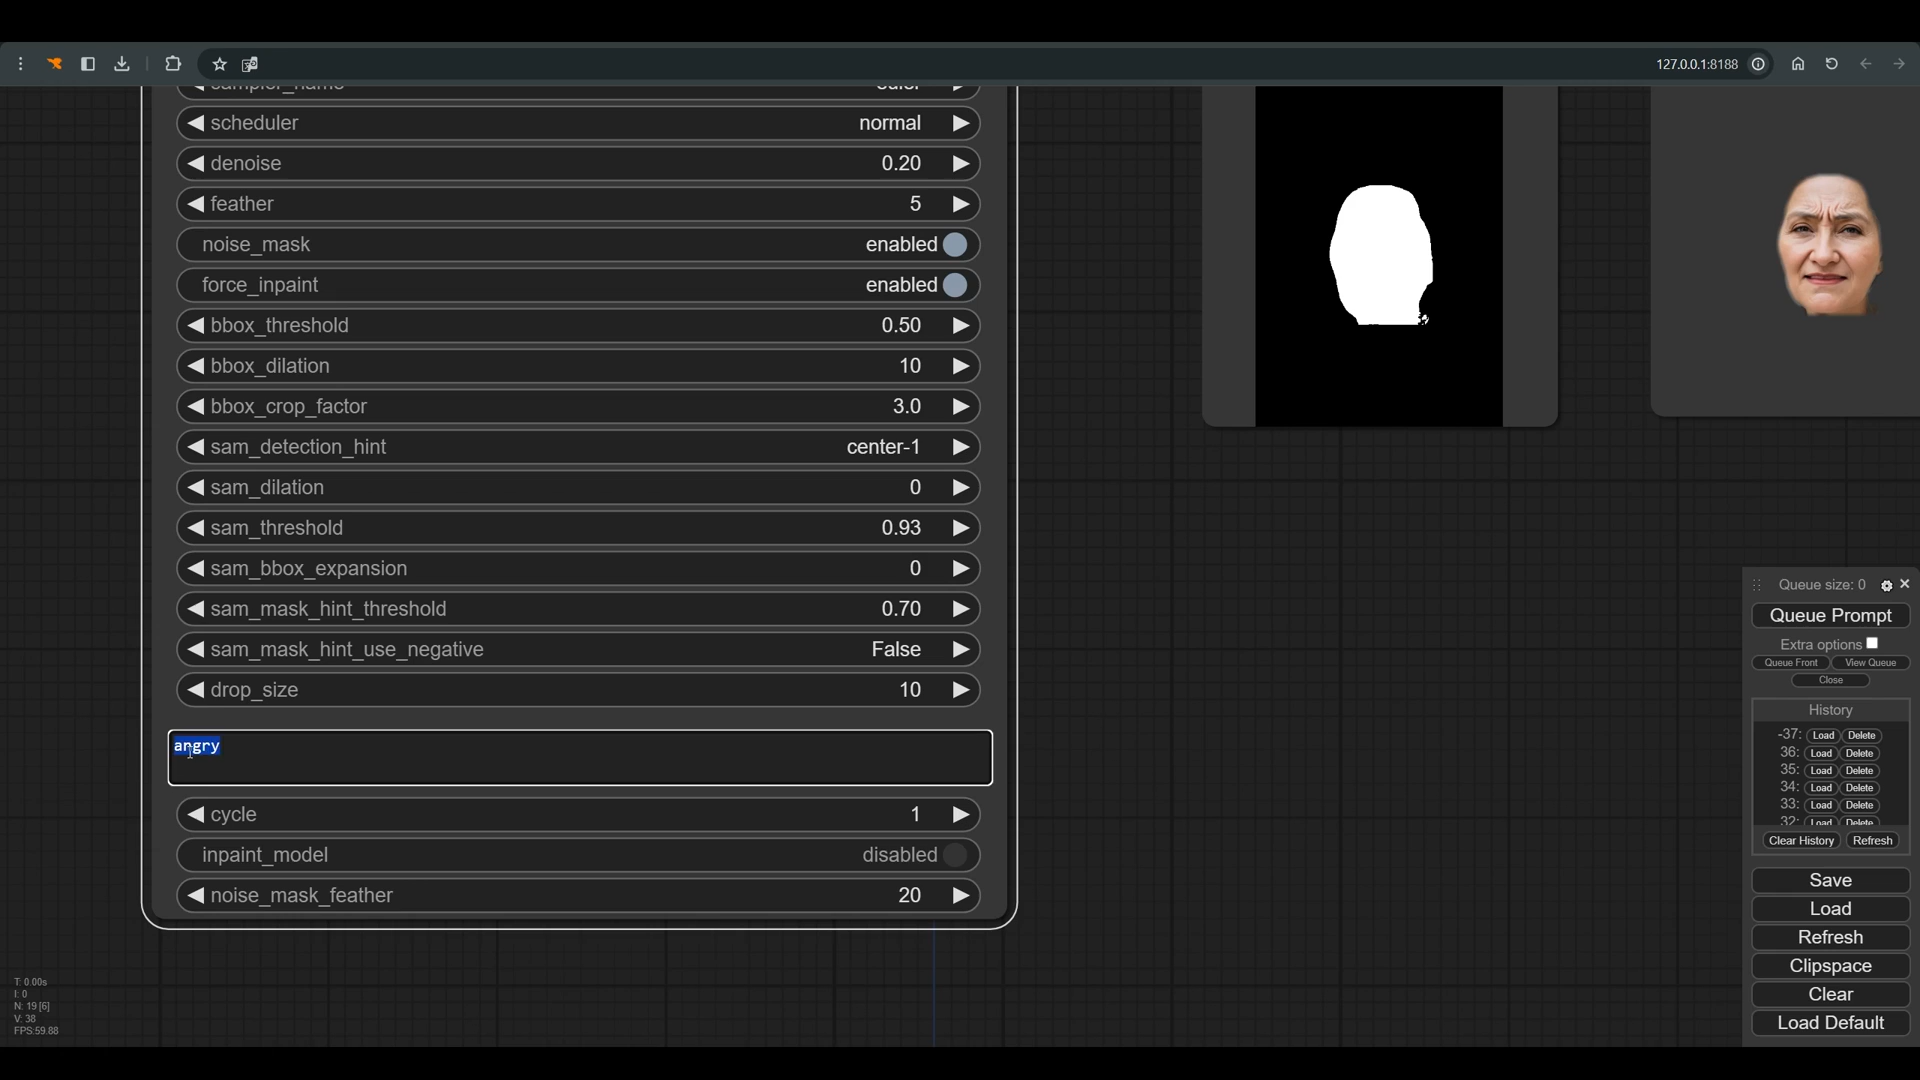 127.0.0.1:8188
sampler_name euler
scheduler normal
denoise 0.20
feather 5
noise_mask enabled
force_inpaint enabled
bbox_threshold 0.50
bbox_dilation 10
bbox_crop_factor 3.0
sam_detection_hint center-1
sam_dilation 0
sam_threshold 0.93
sam_bbox_expansion 0
sam_mask_hint_threshold 0.70
sam_mask_hint_use_negative False
drop_size 10
angry
cycle 1
inpaint_model disabled
noise_mask_feather 20
T: 0.00s
I: 0
N: 19 [6]
V: 38
FPS:59.88
Queue size: 0
Queue Prompt
Extra options
Queue Front View Queue
Close
History
-37: Load Delete
36: Load Delete
35: Load Delete
34: Load Delete
33: Load Delete
32: Load Delete
Clear History Refresh
Save
Load
Refresh
Clipspace
Clear
Load Default